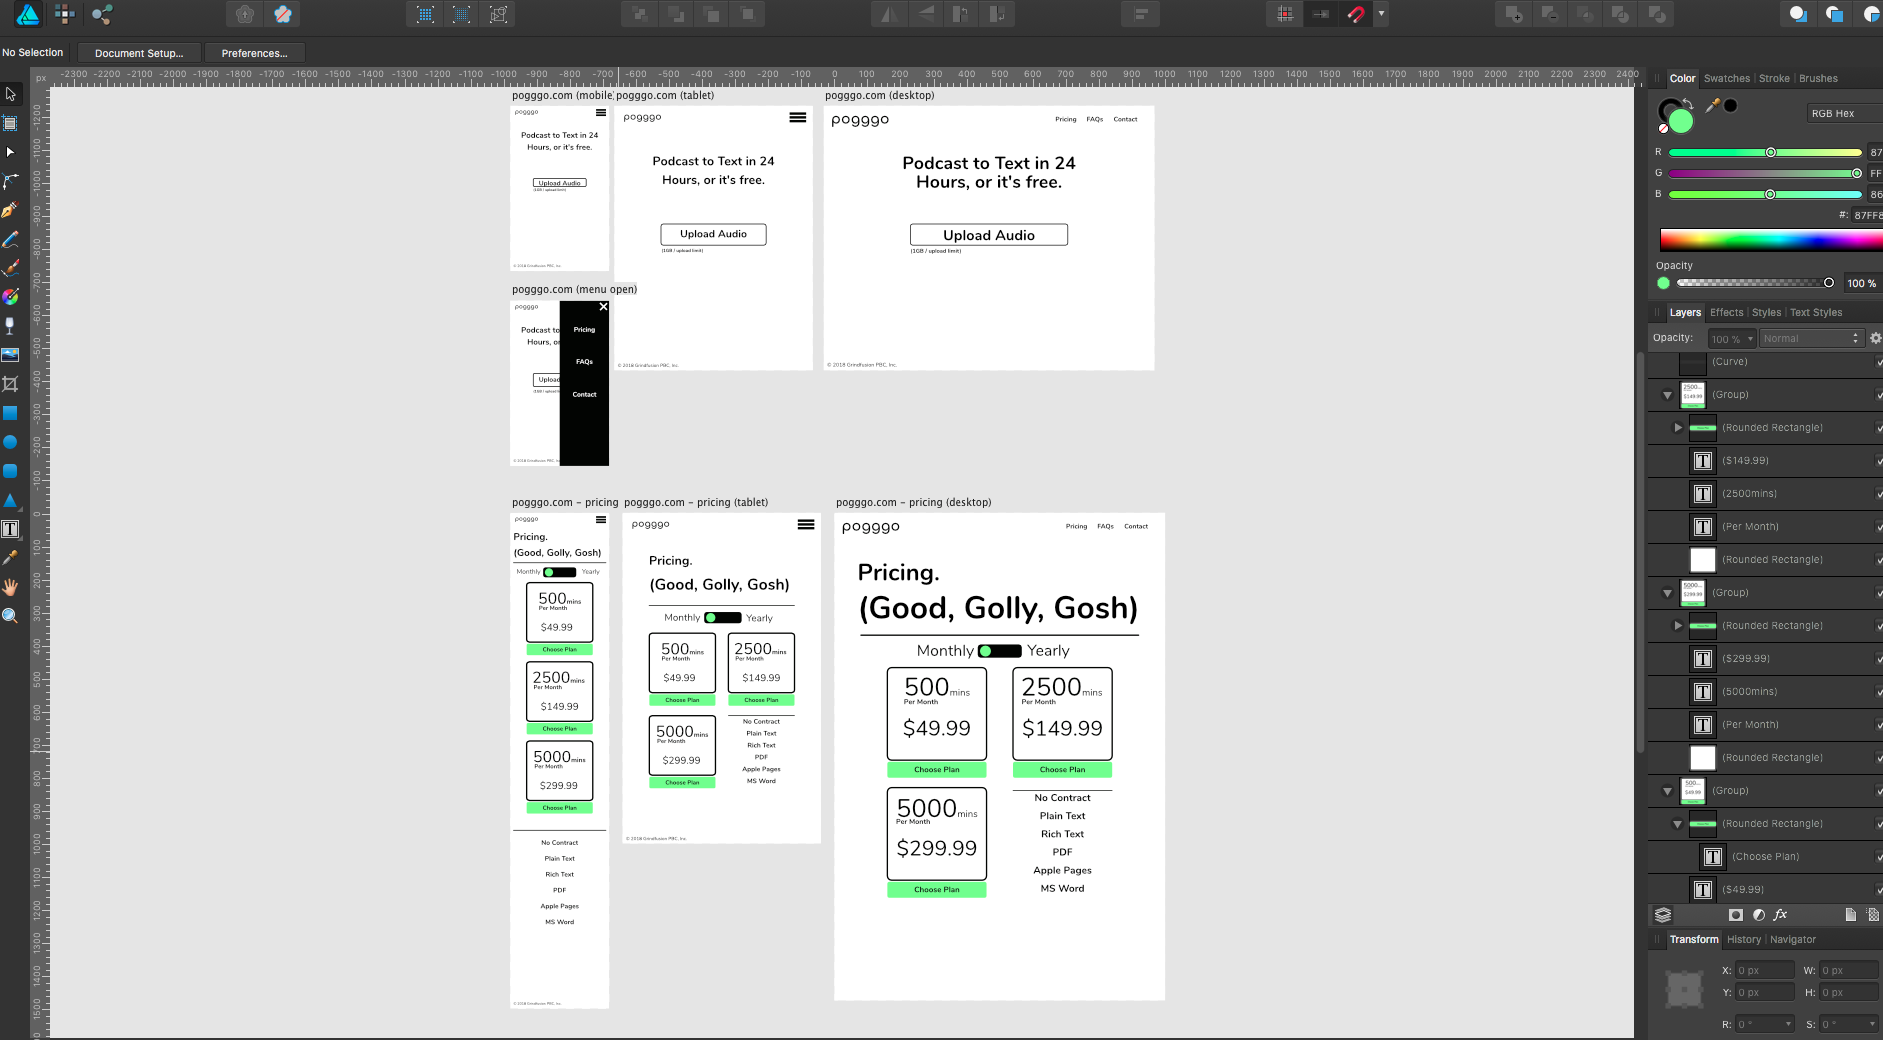 No Selection
Document Setup...
Preferences...
px
-2300 -2200 -2100 -2000 -1900 -1800 -1700 -1600 -1500 -1400 -1300 -1200 -1100 -1000 -900 -800 -700 -600 -500 -400 -300 -200 -100 0 100 200 300 400 500 600 700 800 900 1000 1100 1200 1300 1400 1500 1600 1700 1800 1900 2000 2100 2200 2300 2400
pogggo.com (mobile
pogggo
Podcast to Text in 24
Hours, or it's free.
Upload Audio
(1GB / upload limit)
© 2018 Grindfusion PBC, Inc.
pogggo.com (tablet)
pogggo
Podcast to Text in 24
Hours, or it's free.
Upload Audio
(1GB / upload limit)
© 2018 Grindfusion PBC, Inc.
pogggo.com (desktop)
pogggo
Pricing FAQs Contact
Podcast to Text in 24
Hours, or it's free.
Upload Audio
(1GB / upload limit)
© 2018 Grindfusion PBC, Inc.
pogggo.com (menu open)
pogggo
Podcast to
Hours, or
Upload
(1GB / upload
© 2018 Grindfusion PBC, Inc.
Pricing
FAQs
Contact
pogggo.com - pricing
pogggo
Pricing.
(Good, Golly, Gosh)
Monthly Yearly
500mins
Per Month
$49.99
Choose Plan
2500mins
Per Month
$149.99
Choose Plan
5000mins
Per Month
$299.99
Choose Plan
No Contract
Plain Text
Rich Text
PDF
Apple Pages
MS Word
© 2018 Grindfusion PBC, Inc.
pogggo.com - pricing (tablet)
pogggo
Pricing.
(Good, Golly, Gosh)
Monthly Yearly
500mins
Per Month
$49.99
Choose Plan
2500mins
Per Month
$149.99
Choose Plan
5000mins
Per Month
$299.99
Choose Plan
No Contract
Plain Text
Rich Text
PDF
Apple Pages
MS Word
© 2018 Grindfusion PBC, Inc.
pogggo.com - pricing (desktop)
pogggo
Pricing FAQs Contact
Pricing.
(Good, Golly, Gosh)
Monthly Yearly
500mins
Per Month
$49.99
Choose Plan
2500mins
Per Month
$149.99
Choose Plan
5000mins
Per Month
$299.99
Choose Plan
No Contract
Plain Text
Rich Text
PDF
Apple Pages
MS Word
Color Swatches Stroke Brushes
RGB Hex
R 87
G FF
B 86
#: 87FF8
Opacity
100 %
Layers Effects Styles Text Styles
Opacity: 100 % Normal
(Curve)
(Group)
(Rounded Rectangle)
($149.99)
(2500mins)
(Per Month)
(Rounded Rectangle)
(Group)
(Rounded Rectangle)
($299.99)
(5000mins)
(Per Month)
(Rounded Rectangle)
(Group)
(Rounded Rectangle)
(Choose Plan)
($49.99)
fx
Transform History Navigator
X: 0 px W: 0 px
Y: 0 px H: 0 px
R: 0 ° S: 0 °